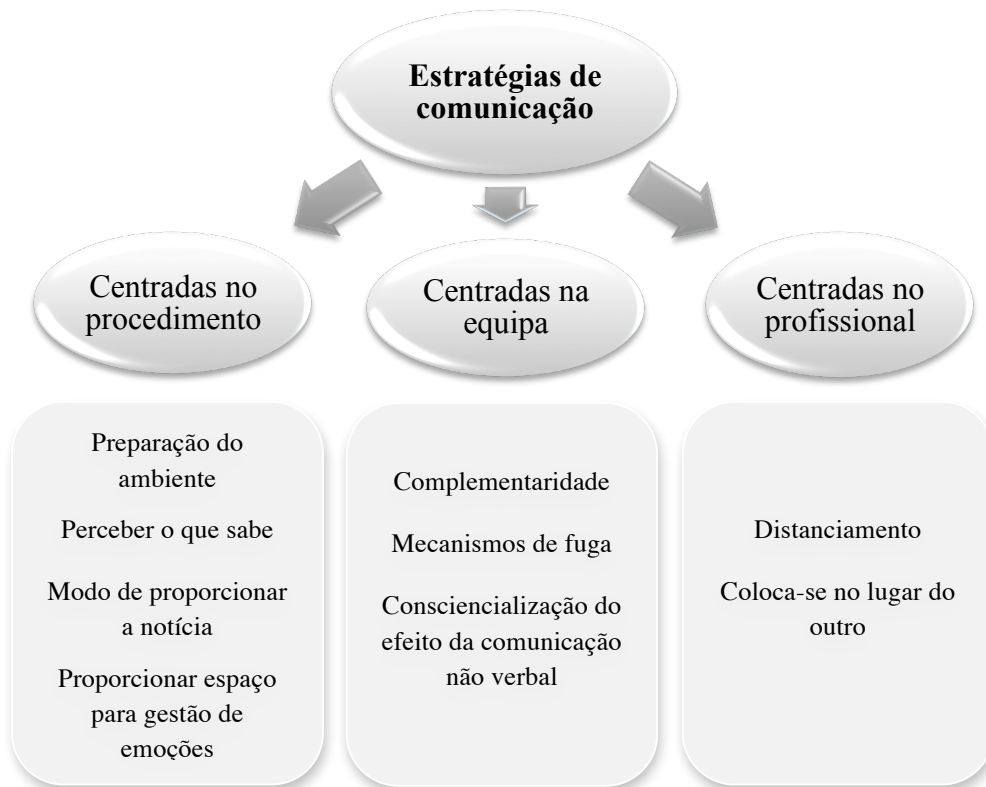 Estratégias de
comunicação
Centradas no
procedimento
Centradas na
equipa
Centradas no
profissional
Preparação do
ambiente
Perceber o que sabe
Modo de proporcionar
a notícia
Proporcionar espaço
para gestão de
emoções
Complementaridade
Mecanismos de fuga
Consciencialização do
efeito da comunicação
não verbal
Distanciamento
Coloca-se no lugar do
outro